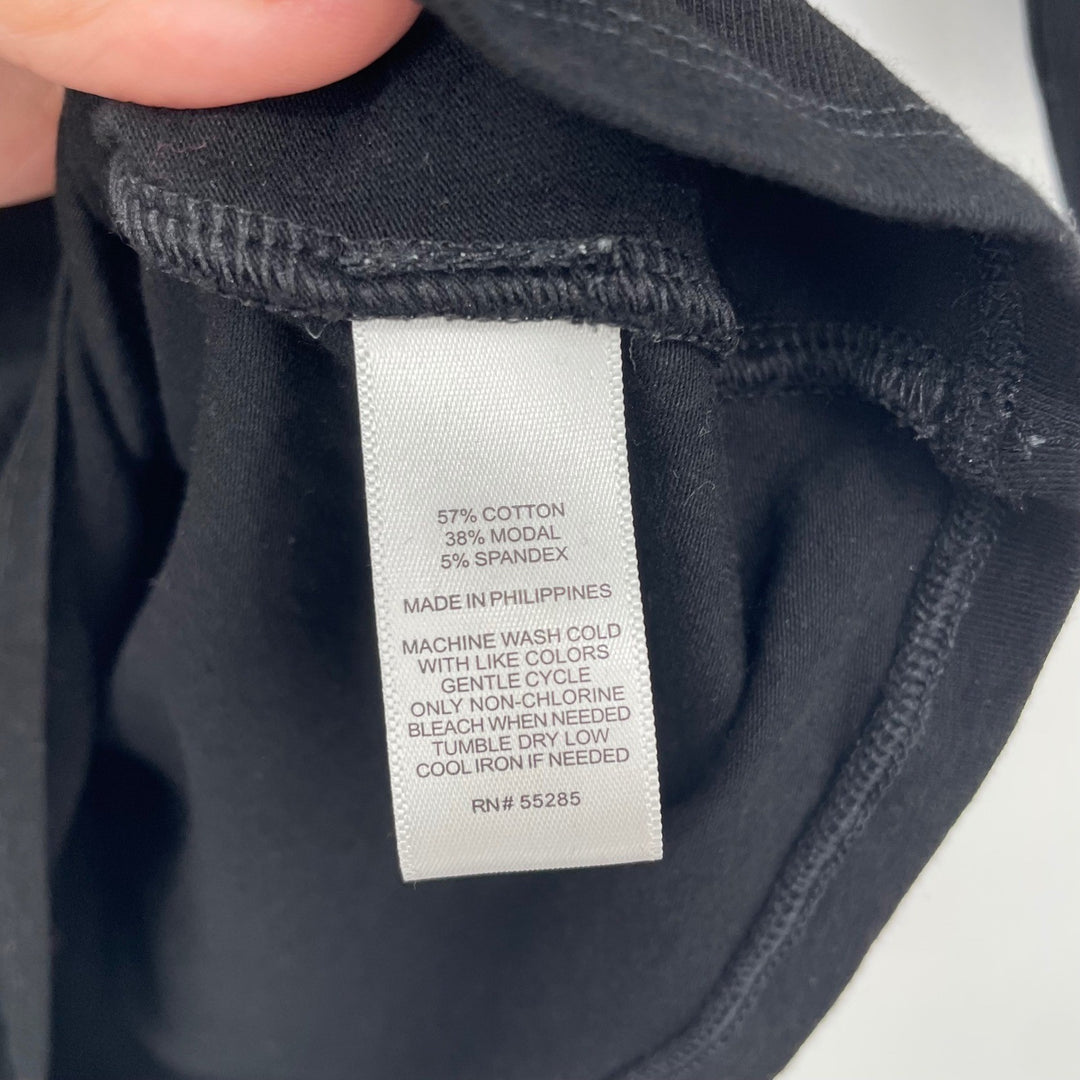 57% COTTON
38% MODAL
5% SPANDEX
MADE IN PHILIPPINES
MACHINE WASH COLD
WITH LIKE COLORS
GENTLE CYCLE
ONLY NON-CHLORINE
BLEACH WHEN NEEDED
TUMBLE DRY LOW
COOL IRON IF NEEDED
RN# 55285